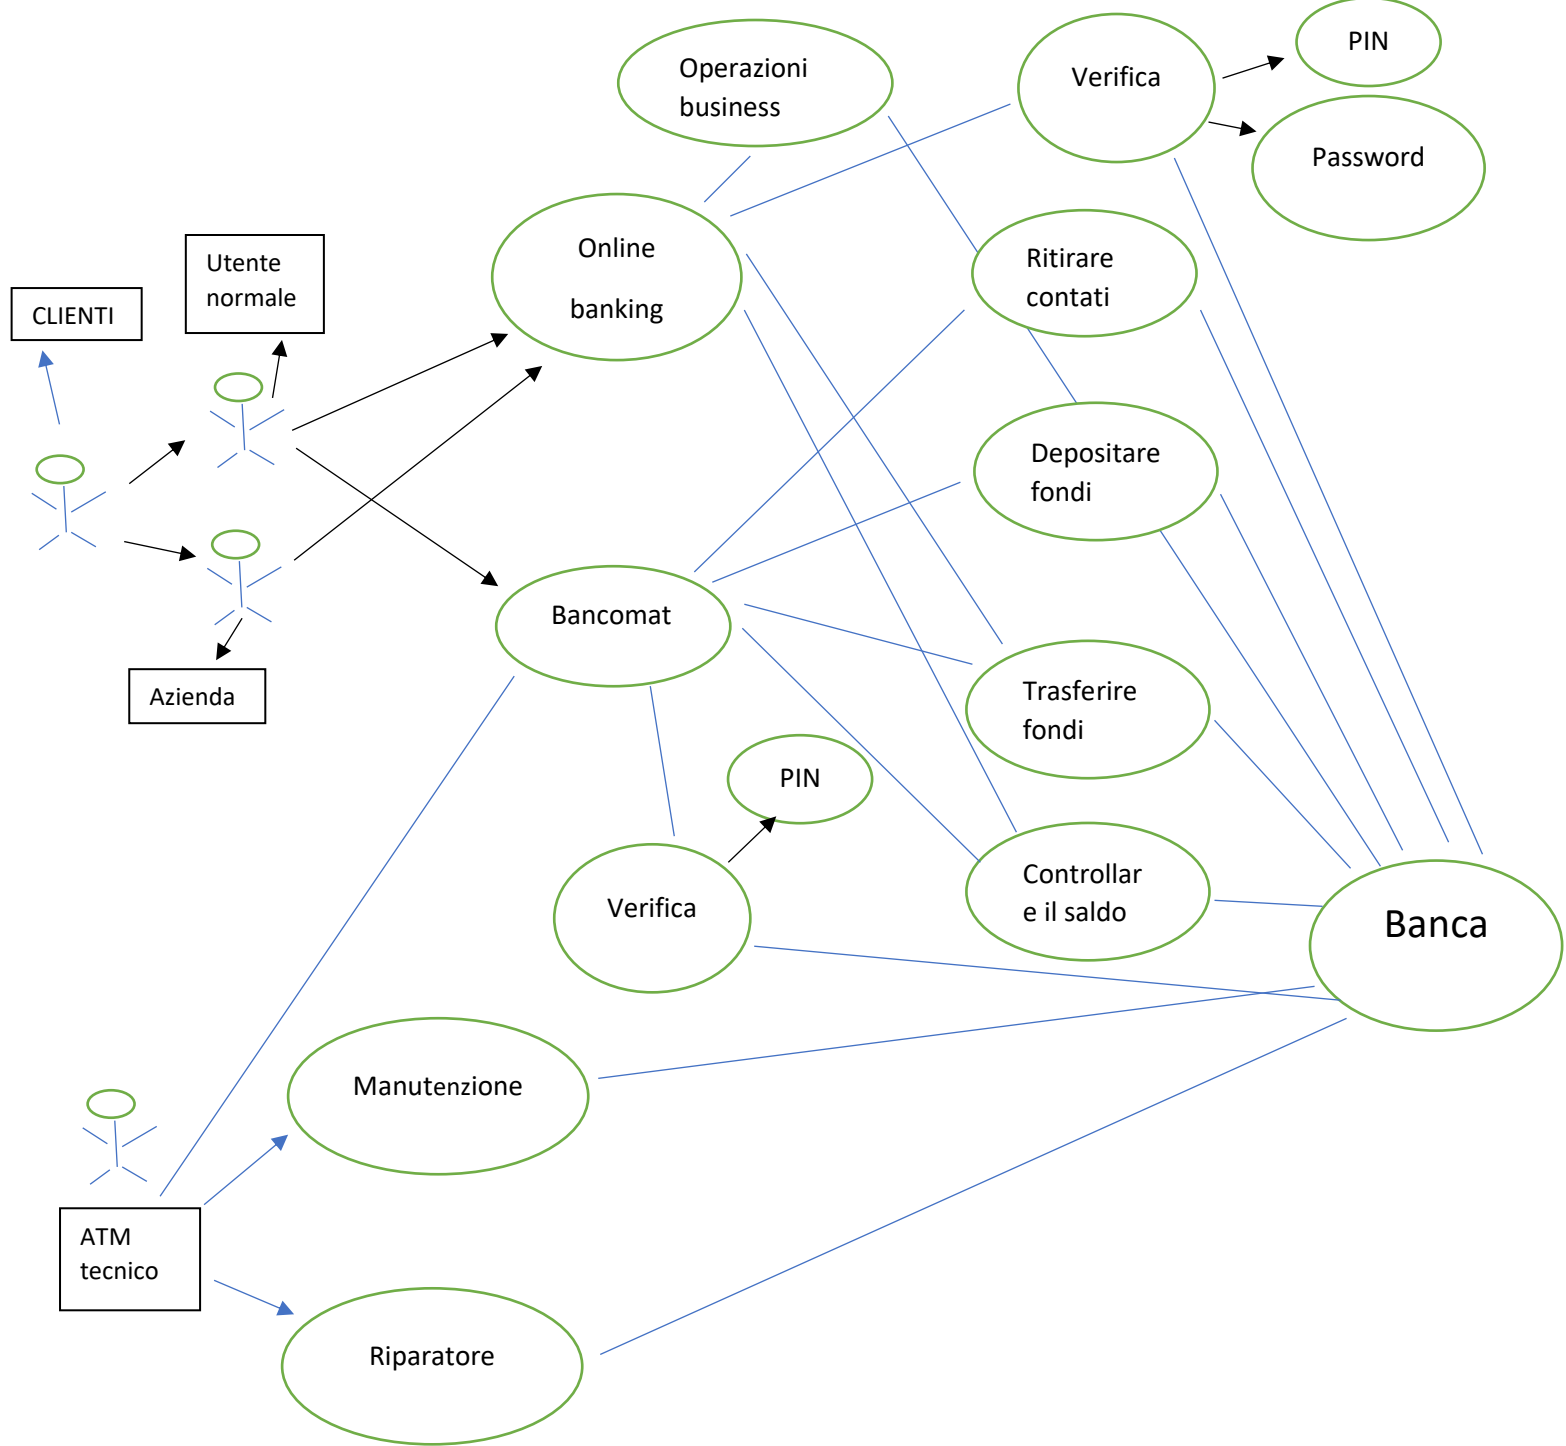 Operazioni
business
Verifica
PIN
Password
Online
banking
Ritirare
contati
Utente
normale
CLIENTI
Depositare
fondi
Bancomat
Azienda
Trasferire
fondi
PIN
Verifica
Controllar
e il saldo
Banca
Manutenzione
ATM
tecnico
Riparatore